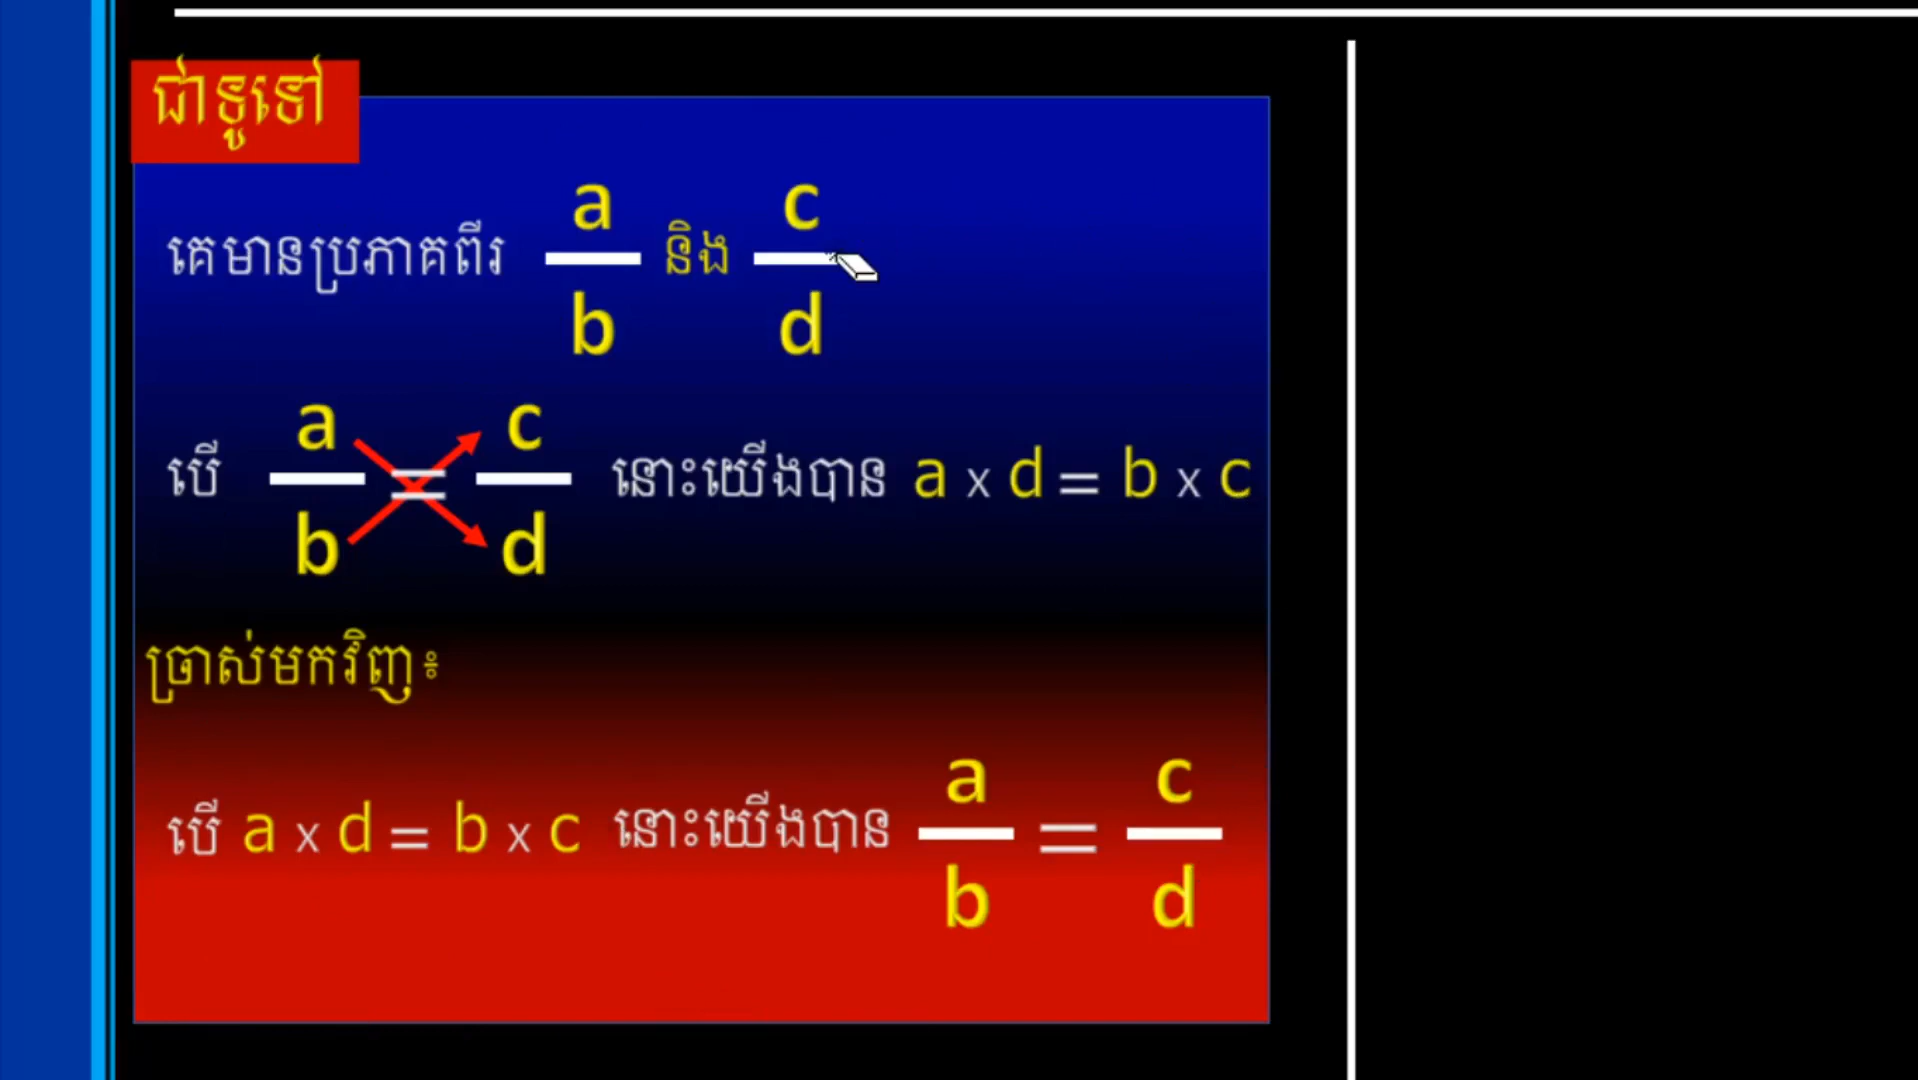 ជាទូទៅ
គេមានប្រភាគពីរ a/b និង c/d
បើ a/b = c/d នោះយើងបាន a x d = b x c
ច្រាស់មកវិញ៖
បើ a x d = b x c នោះយើងបាន a/b = c/d